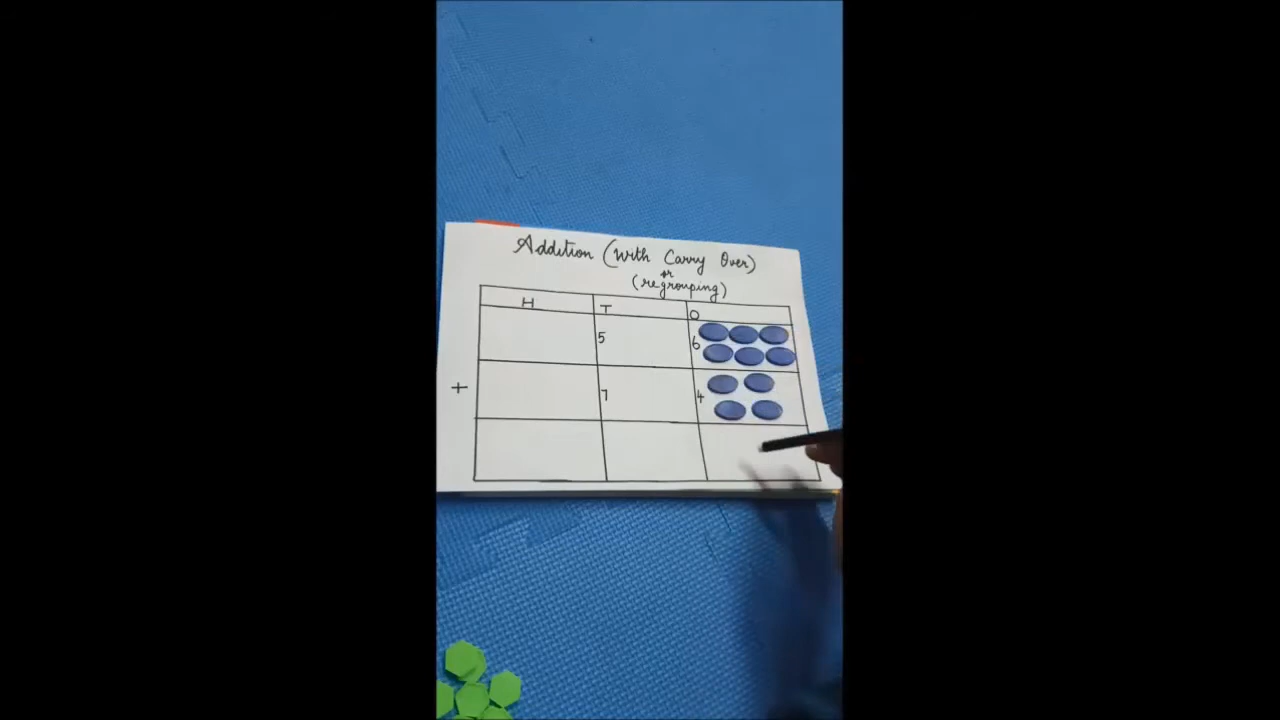 Addition (With Carry Over)
or
(regrouping)
H T O
5 6
+ 7 4